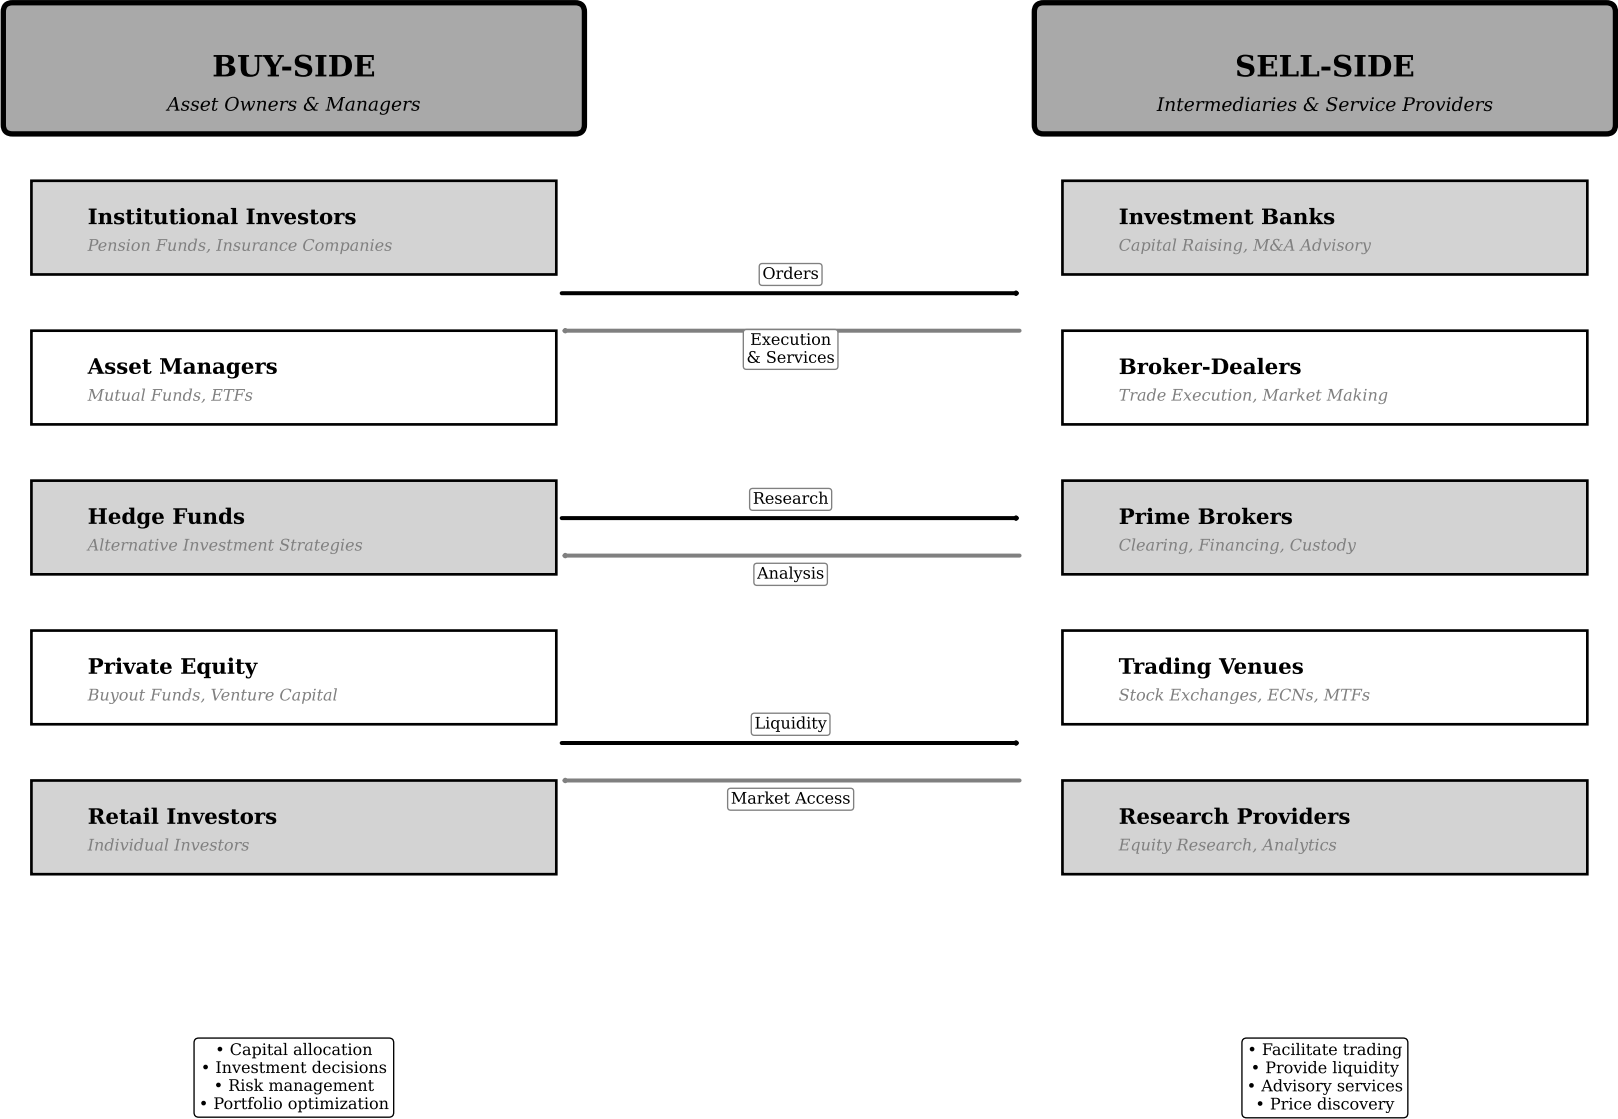 BUY-SIDE
Asset Owners & Managers
SELL-SIDE
Intermediaries & Service Providers
Institutional Investors
Pension Funds, Insurance Companies
Asset Managers
Mutual Funds, ETFs
Hedge Funds
Alternative Investment Strategies
Private Equity
Buyout Funds, Venture Capital
Retail Investors
Individual Investors
Orders
Execution
& Services
Research
Analysis
Liquidity
Market Access
Investment Banks
Capital Raising, M&A Advisory
Broker-Dealers
Trade Execution, Market Making
Prime Brokers
Clearing, Financing, Custody
Trading Venues
Stock Exchanges, ECNs, MTFs
Research Providers
Equity Research, Analytics
• Capital allocation
• Investment decisions
• Risk management
• Portfolio optimization
• Facilitate trading
• Provide liquidity
• Advisory services
• Price discovery